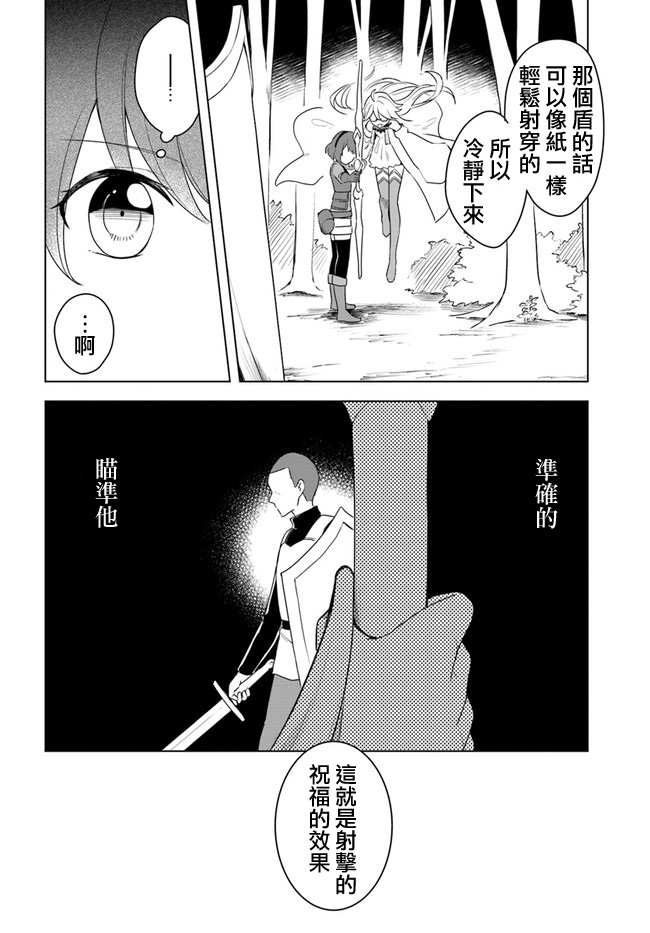 那個盾的話
可以像紙一樣
輕鬆射穿的
所以
冷靜下來
…！
…啊
準確的
瞄準他
這就是射擊的
祝福的效果